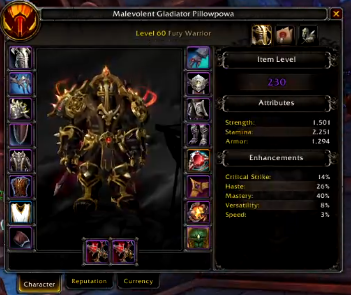 Malevolent Gladiator Pillowpowa
Level 60 Fury Warrior
Item Level
230
Attributes
Strength: 1,501
Stamina: 2,251
Armor: 1,294
Enhancements
Critical Strike: 14%
Haste: 26%
Mastery: 40%
Versatility: 8%
Speed: 3%
Character
Reputation
Currency